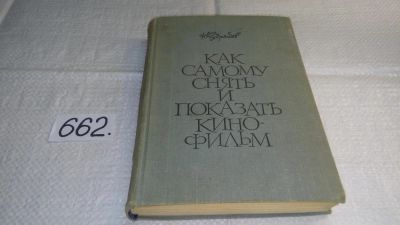 КАК
САМОМУ
СНЯТЬ
И
ПОКАЗАТЬ
КИНО-
ФИЛЬМ
662.